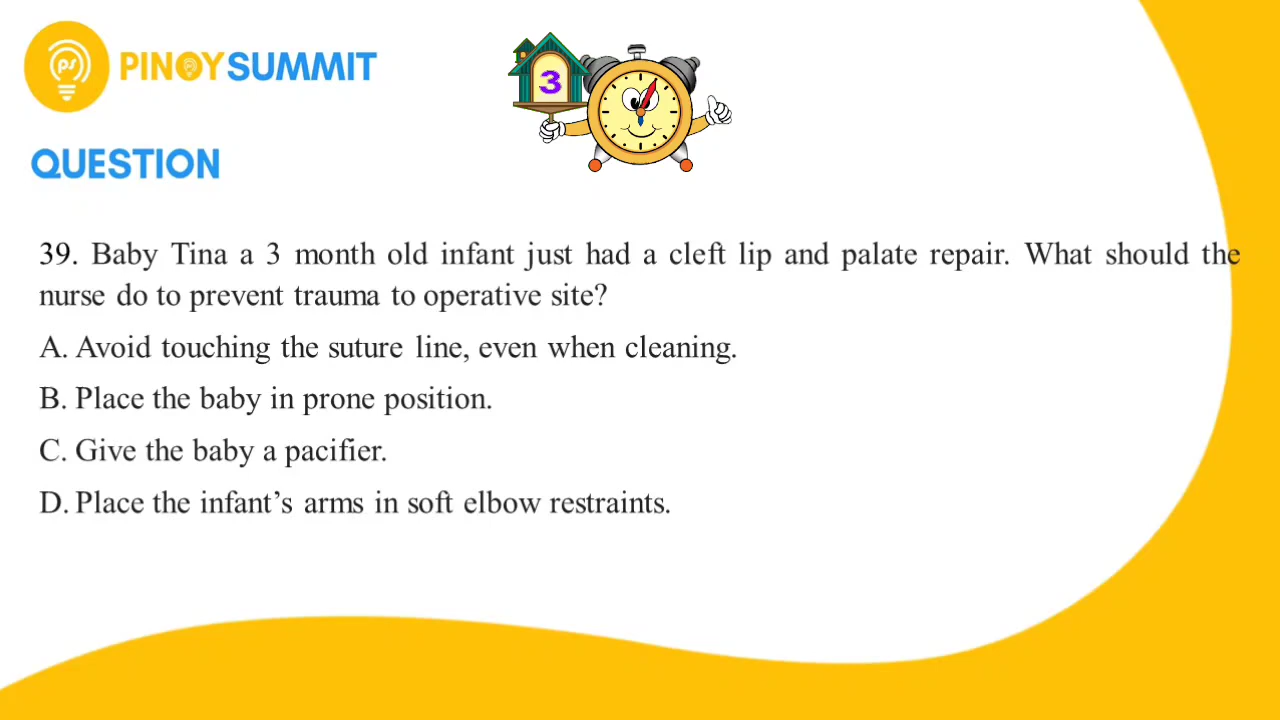 PINOYSUMMIT
3
QUESTION
39. Baby Tina a 3 month old infant just had a cleft lip and palate repair. What should the
nurse do to prevent trauma to operative site?
A. Avoid touching the suture line, even when cleaning.
B. Place the baby in prone position.
C. Give the baby a pacifier.
D. Place the infant’s arms in soft elbow restraints.